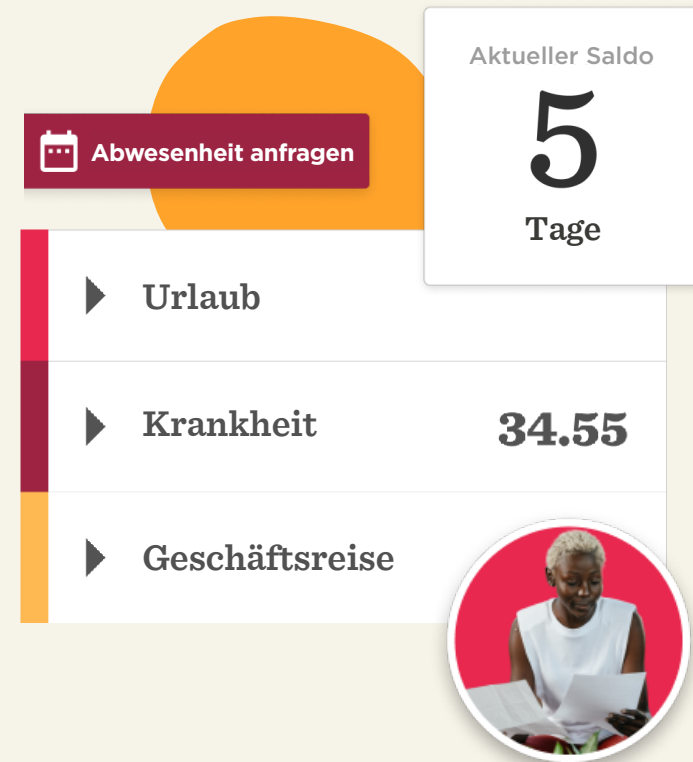 Aktueller Saldo
5
Tage
Abwesenheit anfragen
Urlaub
Krankheit 34.55
Geschäftsreise